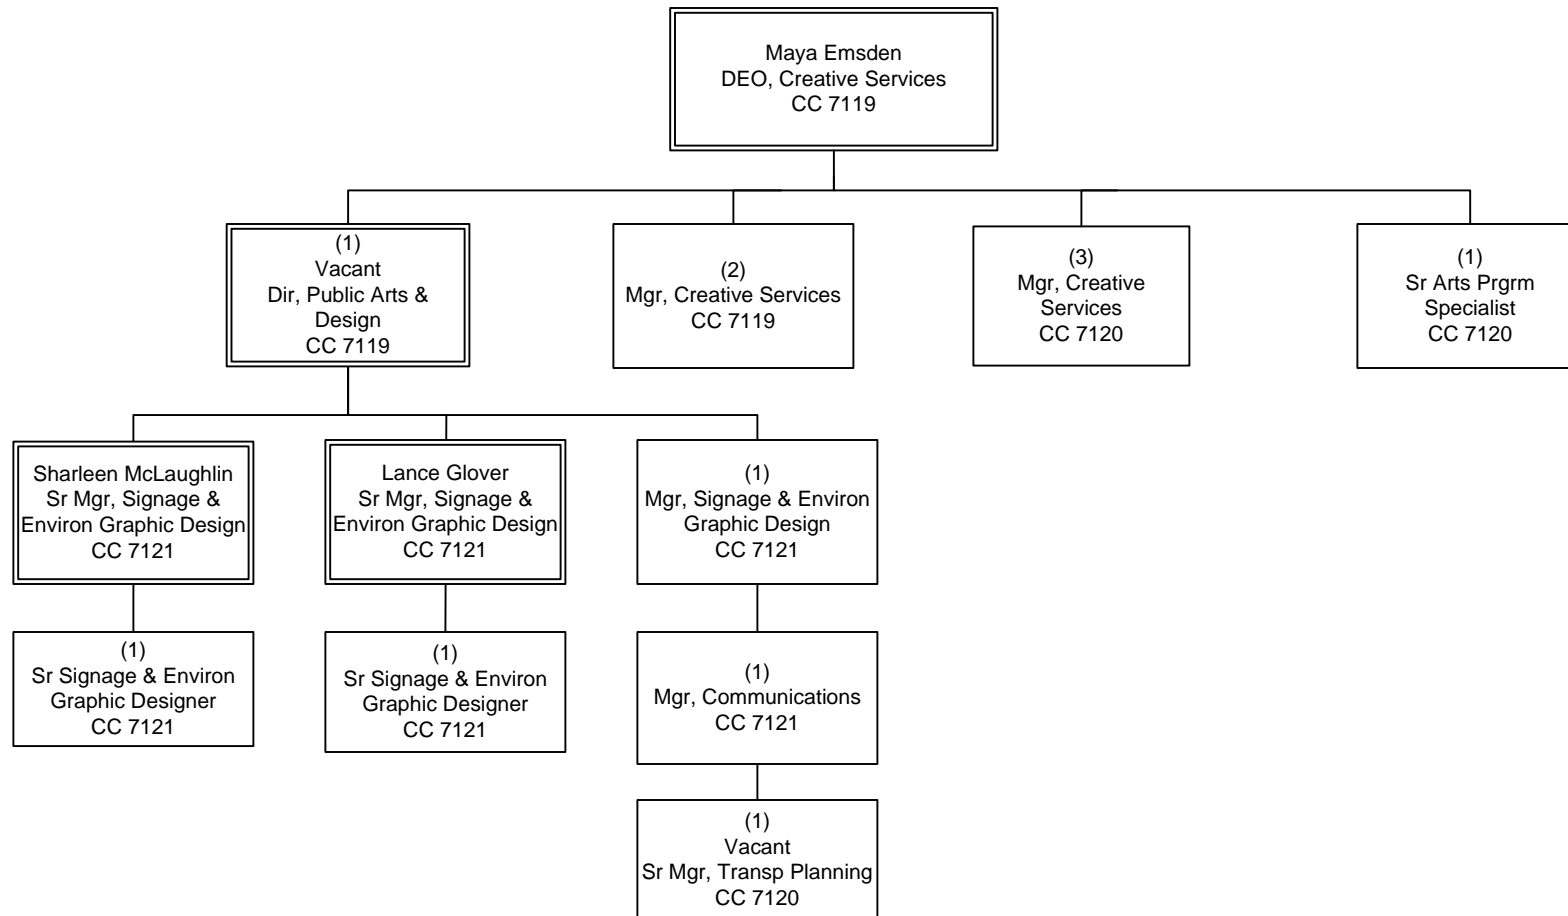 Maya Emsden
DEO, Creative Services
CC 7119
(1)
Vacant
Dir, Public Arts &
Design
CC 7119
(2)
Mgr, Creative Services
CC 7119
(3)
Mgr, Creative
Services
CC 7120
(1)
Sr Arts Prgrm
Specialist
CC 7120
Sharleen McLaughlin
Sr Mgr, Signage &
Environ Graphic Design
CC 7121
Lance Glover
Sr Mgr, Signage &
Environ Graphic Design
CC 7121
(1)
Mgr, Signage & Environ
Graphic Design
CC 7121
(1)
Sr Signage & Environ
Graphic Designer
CC 7121
(1)
Sr Signage & Environ
Graphic Designer
CC 7121
(1)
Mgr, Communications
CC 7121
(1)
Vacant
Sr Mgr, Transp Planning
CC 7120